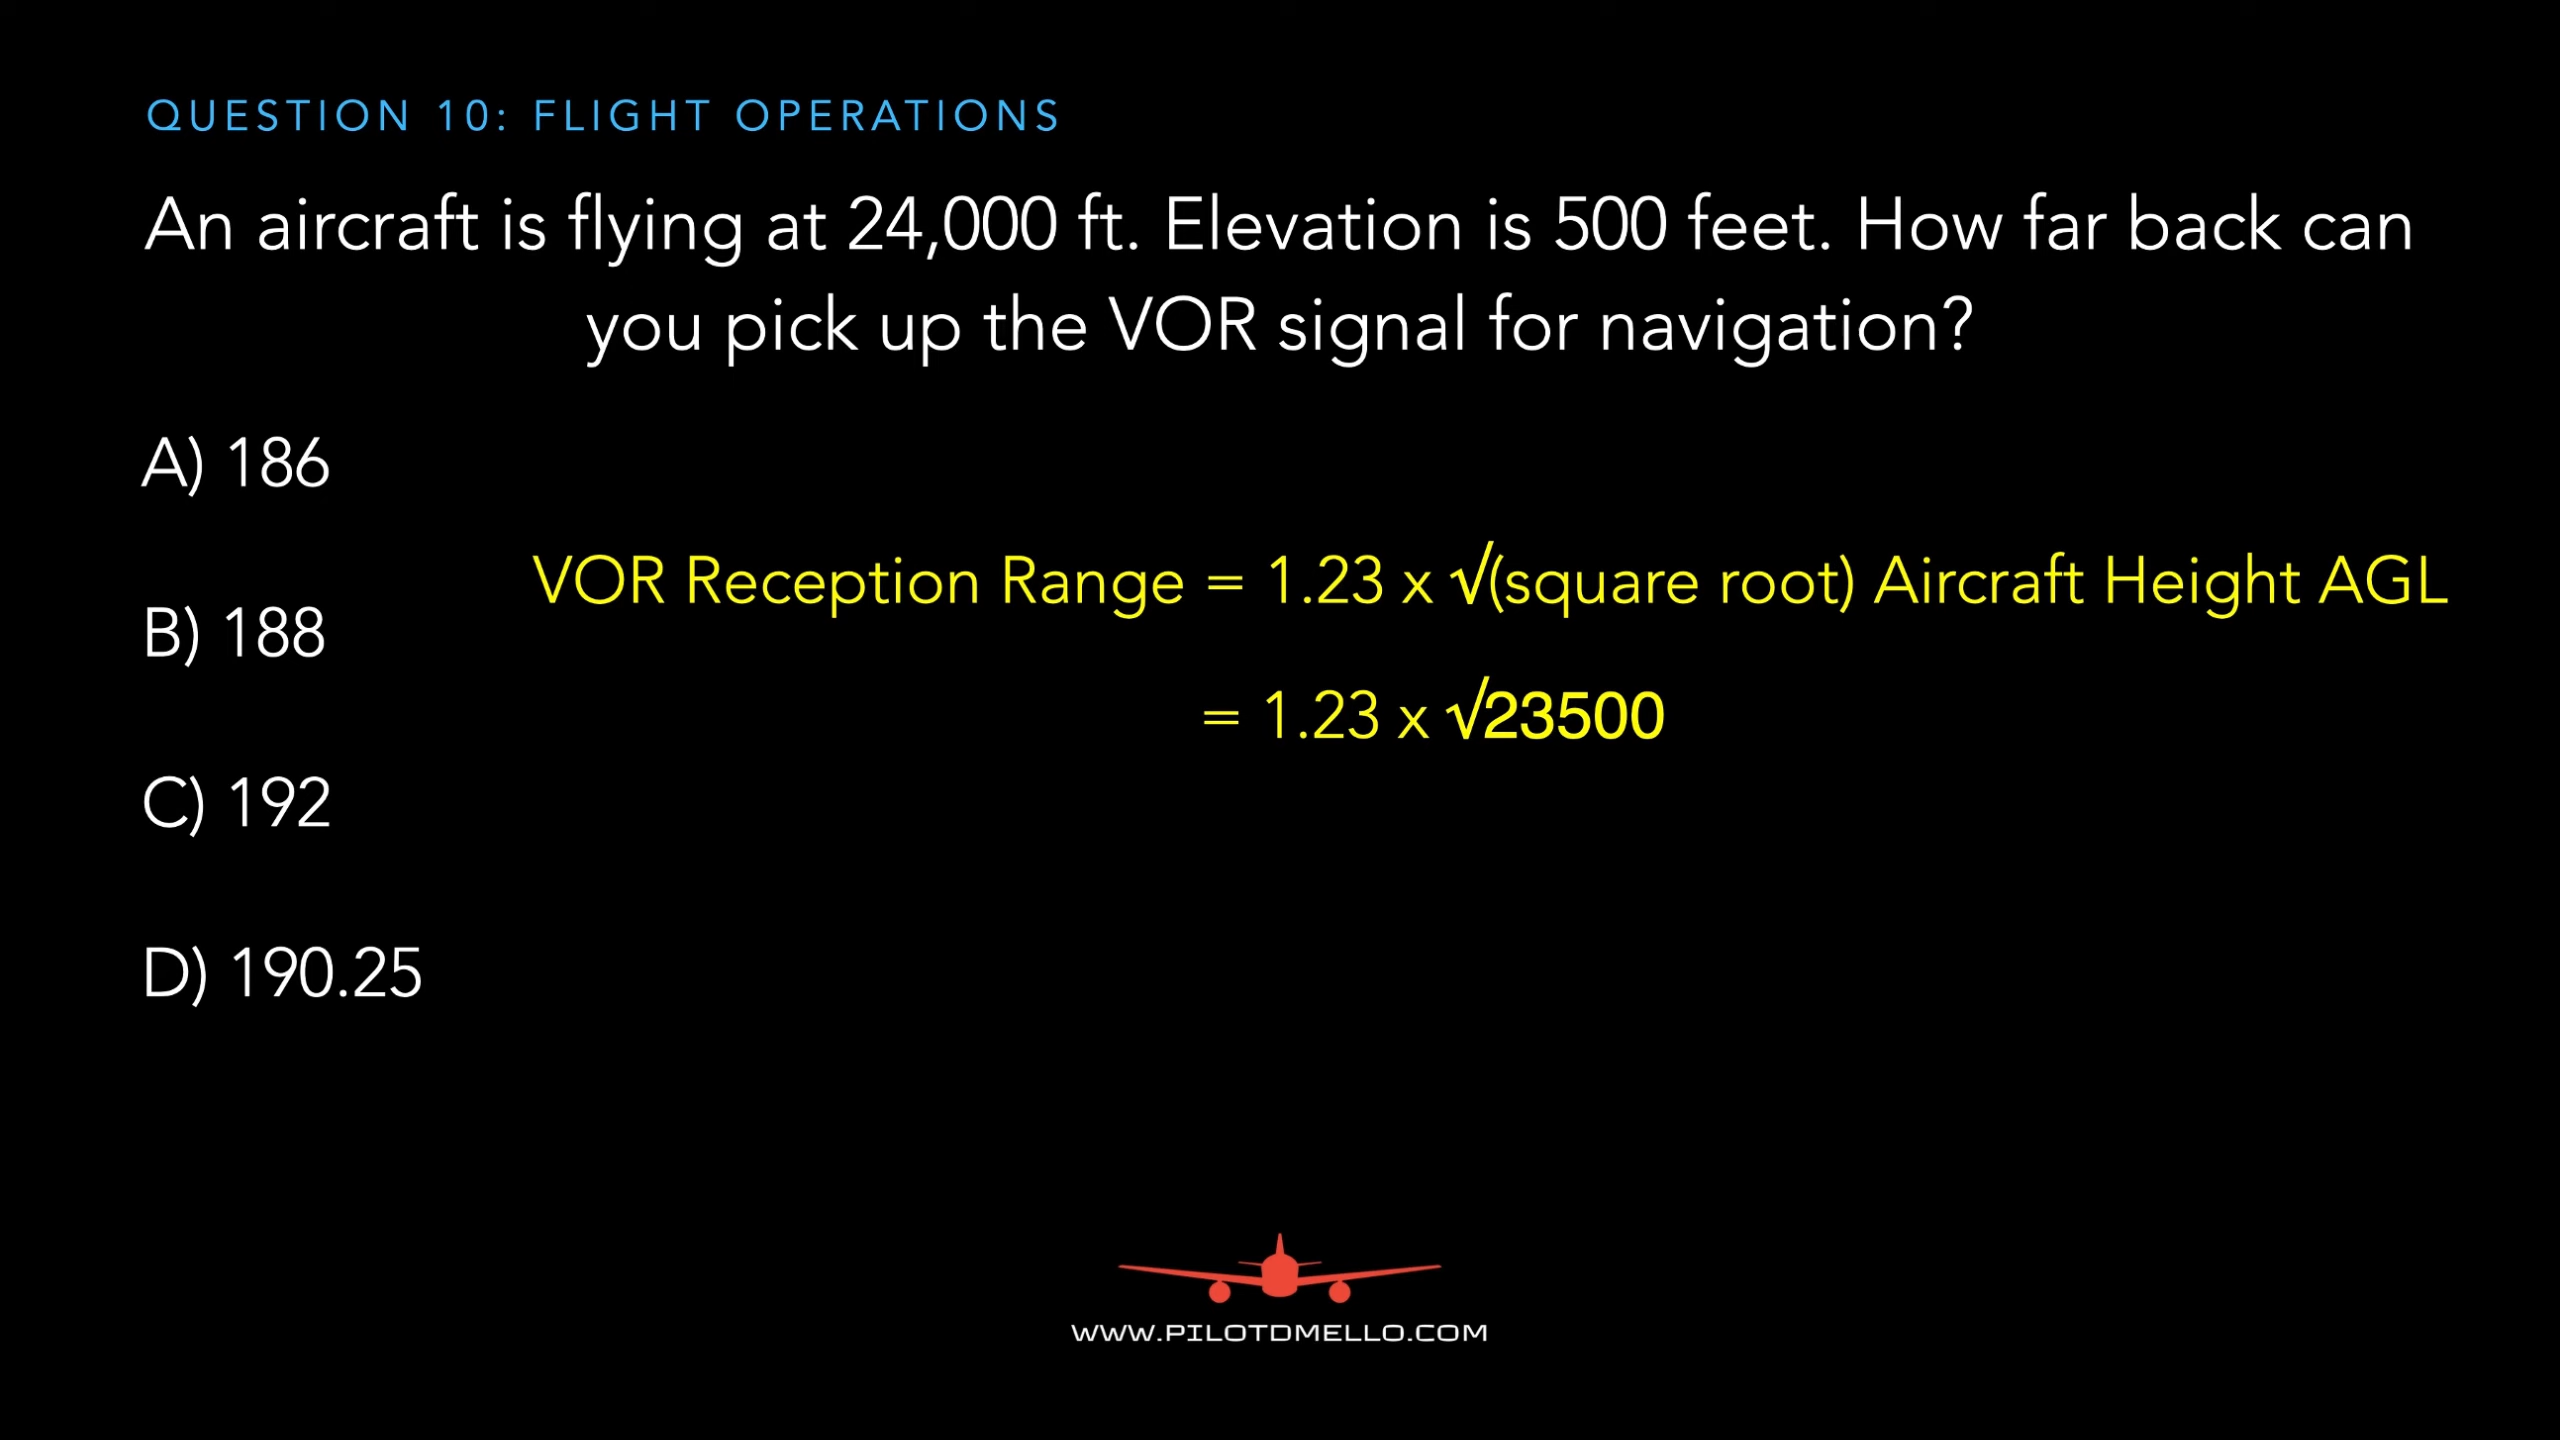 QUESTION 10: FLIGHT OPERATIONS
An aircraft is flying at 24,000 ft. Elevation is 500 feet. How far back can
you pick up the VOR signal for navigation?
A) 186
VOR Reception Range = 1.23 x √(square root) Aircraft Height AGL
B) 188
= 1.23 x √23500
C) 192
D) 190.25
WWW.PILOTDMELLO.COM